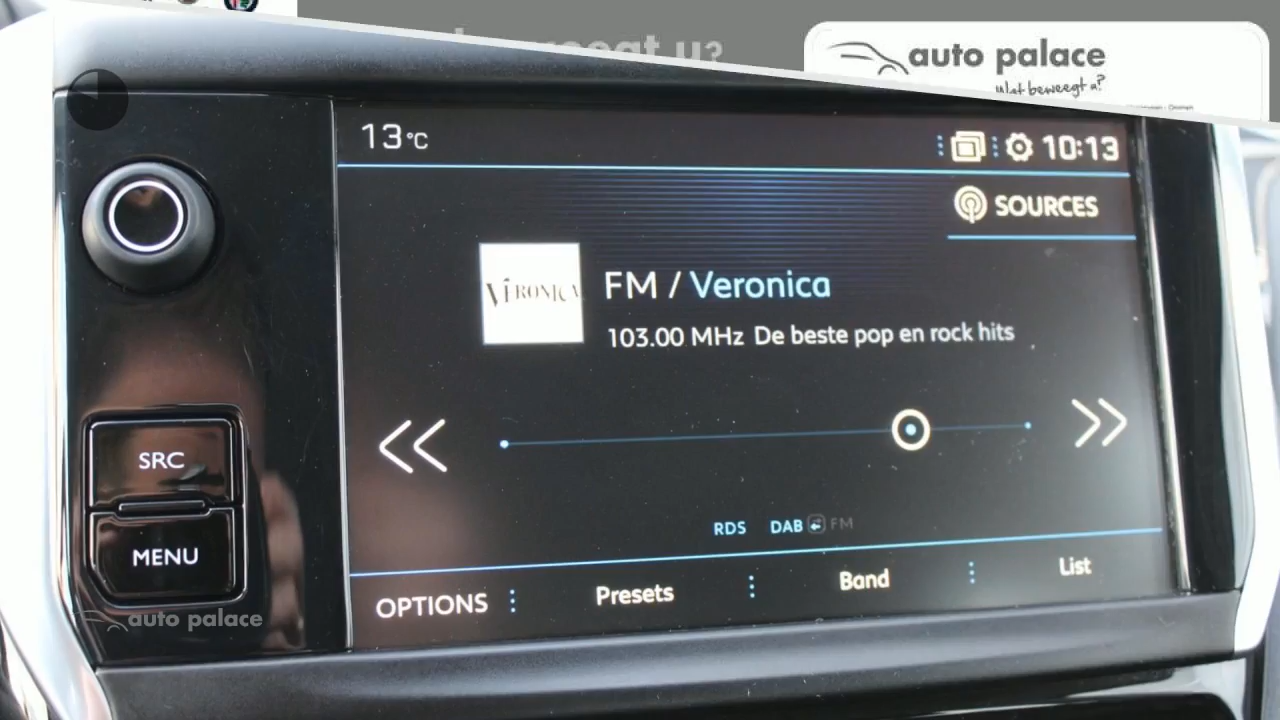 auto palace
Wat beweegt u?
13°C
10:13
SOURCES
VERONICA
FM / Veronica
103.00 MHz De beste pop en rock hits
SRC
MENU
RDS DAB FM
OPTIONS Presets Band List
auto palace